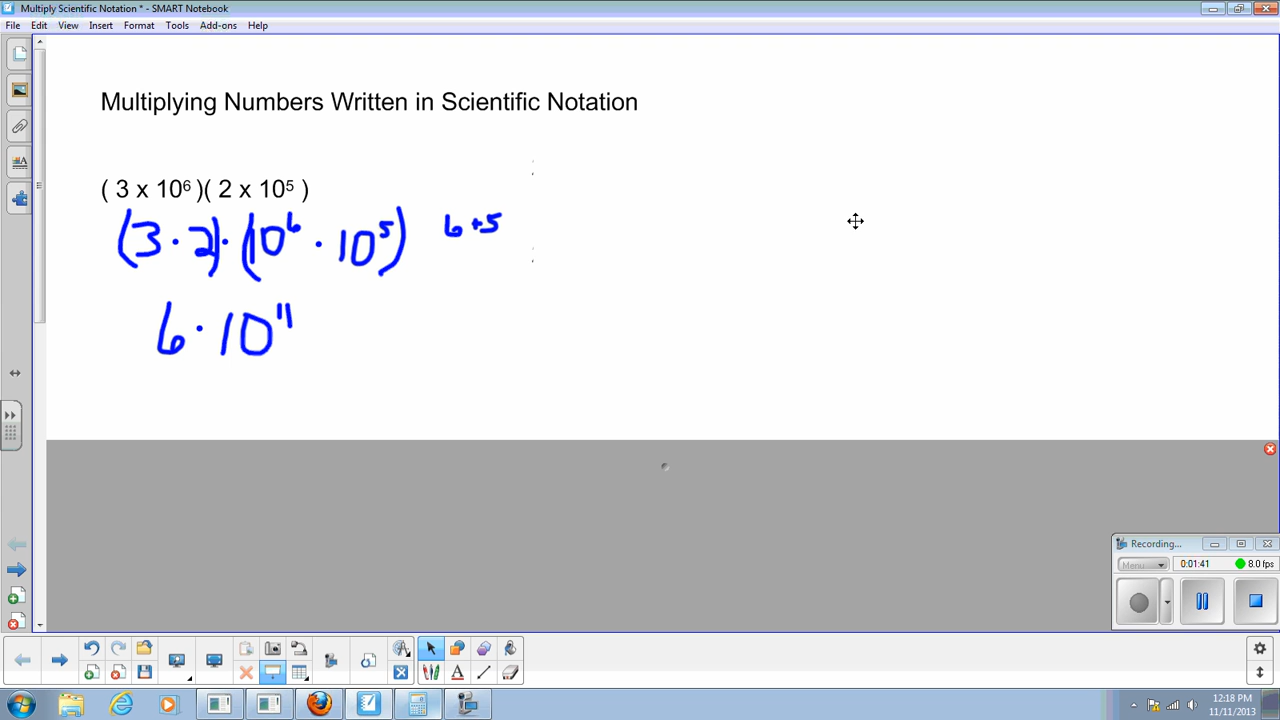 Multiply Scientific Notation * - SMART Notebook
File Edit View Insert Format Tools Add-ons Help
Multiplying Numbers Written in Scientific Notation
( 3 x 10⁶ )( 2 x 10⁵ )
(3 · 2) · (10⁶ · 10⁵) 6 + 5
6 · 10¹¹
Recording...
Menu 0:01:41 8.0 fps
12:18 PM
11/11/2013